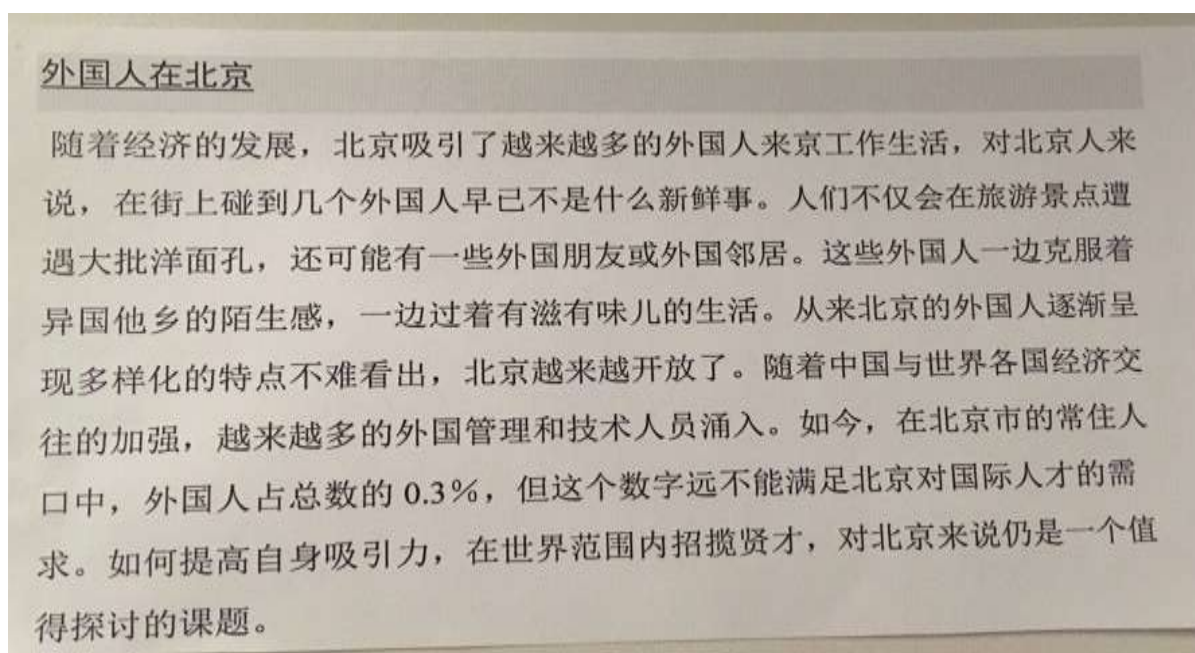 外国人在北京
随着经济的发展，北京吸引了越来越多的外国人来京工作生活，对北京人来
说，在街上碰到几个外国人早已不是什么新鲜事。人们不仅会在旅游景点遭
遇大批洋面孔，还可能有一些外国朋友或外国邻居。这些外国人一边克服着
异国他乡的陌生感，一边过着有滋有味儿的生活。从来北京的外国人逐渐呈
现多样化的特点不难看出，北京越来越开放了。随着中国与世界各国经济交
往的加强，越来越多的外国管理和技术人员涌入。如今，在北京市的常住人
口中，外国人占总数的 0.3%，但这个数字远不能满足北京对国际人才的需
求。如何提高自身吸引力，在世界范围内招揽贤才，对北京来说仍是一个值
得探讨的课题。